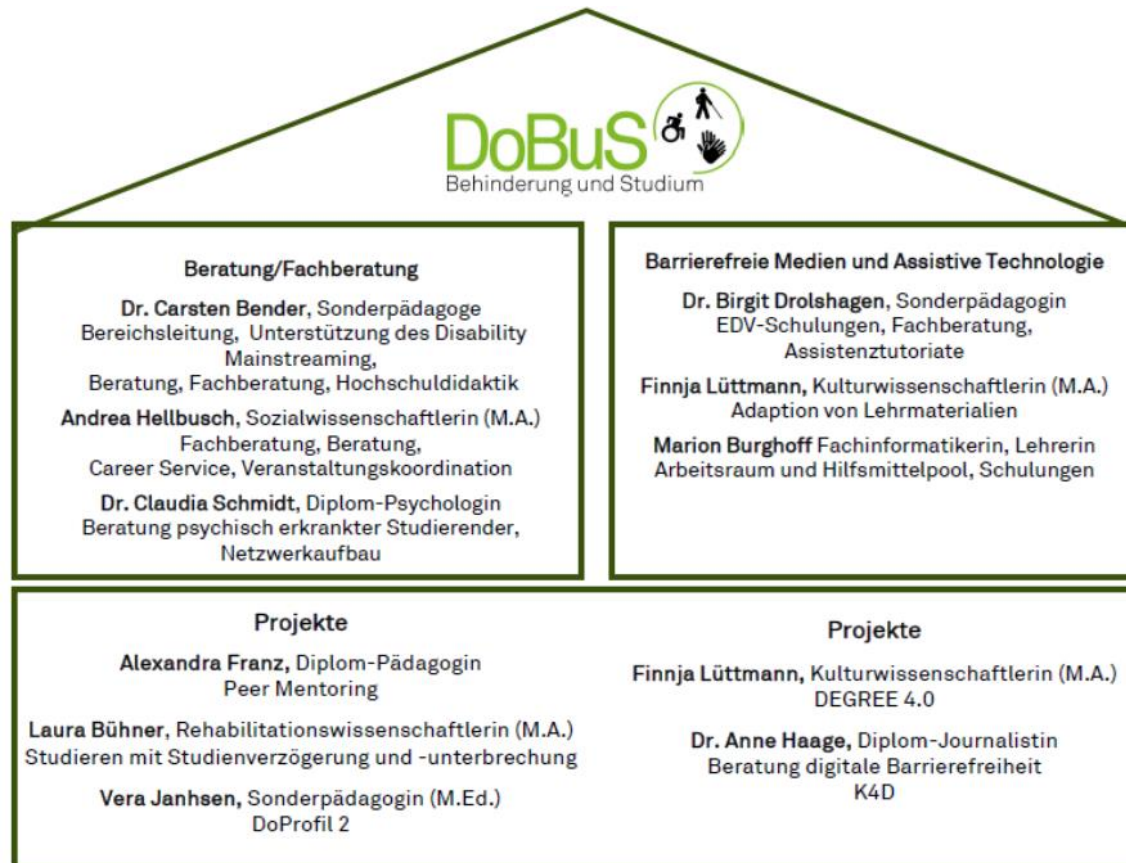 DoBuS
Behinderung und Studium
Beratung/Fachberatung
Dr. Carsten Bender, Sonderpädagoge
Bereichsleitung, Unterstützung des Disability
Mainstreaming,
Beratung, Fachberatung, Hochschuldidaktik
Andrea Hellbusch, Sozialwissenschaftlerin (M.A.)
Fachberatung, Beratung,
Career Service, Veranstaltungskoordination
Dr. Claudia Schmidt, Diplom-Psychologin
Beratung psychisch erkrankter Studierender,
Netzwerkaufbau
Barrierefreie Medien und Assistive Technologie
Dr. Birgit Drolshagen, Sonderpädagogin
EDV-Schulungen, Fachberatung,
Assistenztutoriate
Finnja Lüttmann, Kulturwissenschaftlerin (M.A.)
Adaption von Lehrmaterialien
Marion Burghoff Fachinformatikerin, Lehrerin
Arbeitsraum und Hilfsmittelpool, Schulungen
Projekte
Alexandra Franz, Diplom-Pädagogin
Peer Mentoring
Laura Bühner, Rehabilitationswissenschaftlerin (M.A.)
Studieren mit Studienverzögerung und -unterbrechung
Vera Janhsen, Sonderpädagogin (M.Ed.)
DoProfil 2
Projekte
Finnja Lüttmann, Kulturwissenschaftlerin (M.A.)
DEGREE 4.0
Dr. Anne Haage, Diplom-Journalistin
Beratung digitale Barrierefreiheit
K4D